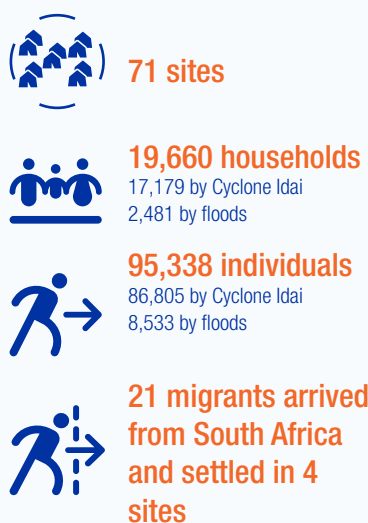 71 sites
19,660 households
17,179 by Cyclone Idai
2,481 by floods
95,338 individuals
86,805 by Cyclone Idai
8,533 by floods
21 migrants arrived
from South Africa
and settled in 4
sites